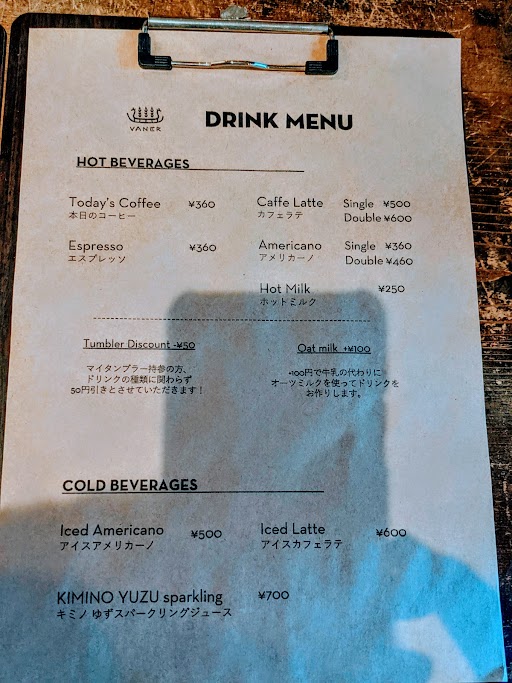 VANER
DRINK MENU
HOT BEVERAGES
Today's Coffee ¥360
本日のコーヒー
Caffe Latte Single ¥500
カフェラテ Double ¥600
Espresso ¥360
エスプレッソ
Americano Single ¥360
アメリカーノ Double ¥460
Hot Milk ¥250
ホットミルク
Tumbler Discount -¥50
マイタンブラー持参の方、
ドリンクの種類に関わらず
50円引きとさせていただきます！
Oat milk +¥100
+100円で牛乳の代わりに
オーツミルクを使ってドリンクを
お作りします。
COLD BEVERAGES
Iced Americano ¥500
アイスアメリカーノ
Iced Latte ¥600
アイスカフェラテ
KIMINO YUZU sparkling ¥700
キミノ ゆずスパークリングジュース